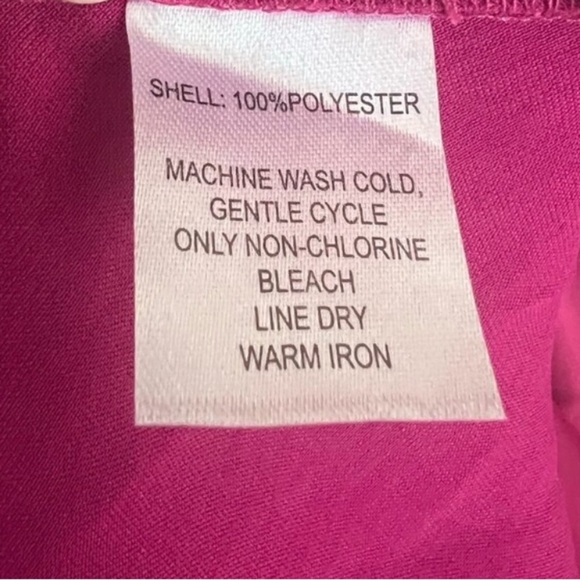 SHELL: 100%POLYESTER
MACHINE WASH COLD,
GENTLE CYCLE
ONLY NON-CHLORINE
BLEACH
LINE DRY
WARM IRON